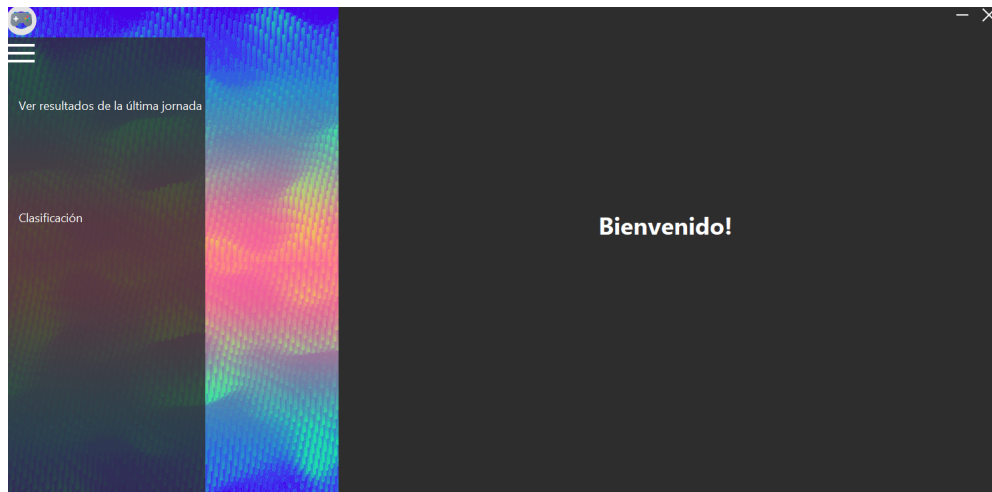 Ver resultados de la última jornada
Clasificación
Bienvenido!